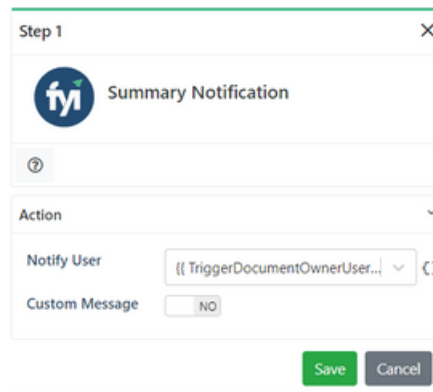 Step 1
fyi
Summary Notification
Action
Notify User
{{ TriggerDocumentOwnerUser...
Custom Message
NO
Save
Cancel